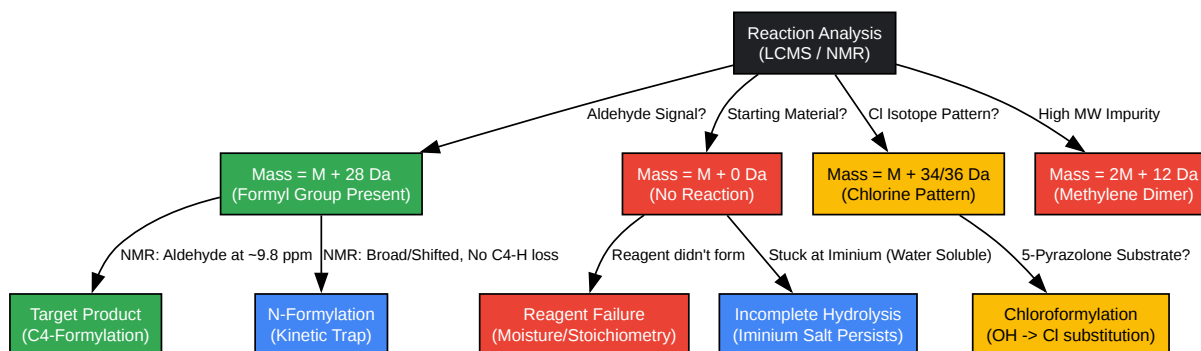 Reaction Analysis
(LCMS / NMR)
Aldehyde Signal?
Starting Material?
Cl Isotope Pattern?
High MW Impurity
Mass = M + 28 Da
(Formyl Group Present)
Mass = M + 0 Da
(No Reaction)
Mass = M + 34/36 Da
(Chlorine Pattern)
Mass = 2M + 12 Da
(Methylene Dimer)
NMR: Aldehyde at ~9.8 ppm
NMR: Broad/Shifted, No C4-H loss
Reagent didn't form
Stuck at Iminium (Water Soluble)
5-Pyrazolone Substrate?
Target Product
(C4-Formylation)
N-Formylation
(Kinetic Trap)
Reagent Failure
(Moisture/Stoichiometry)
Incomplete Hydrolysis
(Iminium Salt Persists)
Chloroformylation
(OH -> Cl substitution)